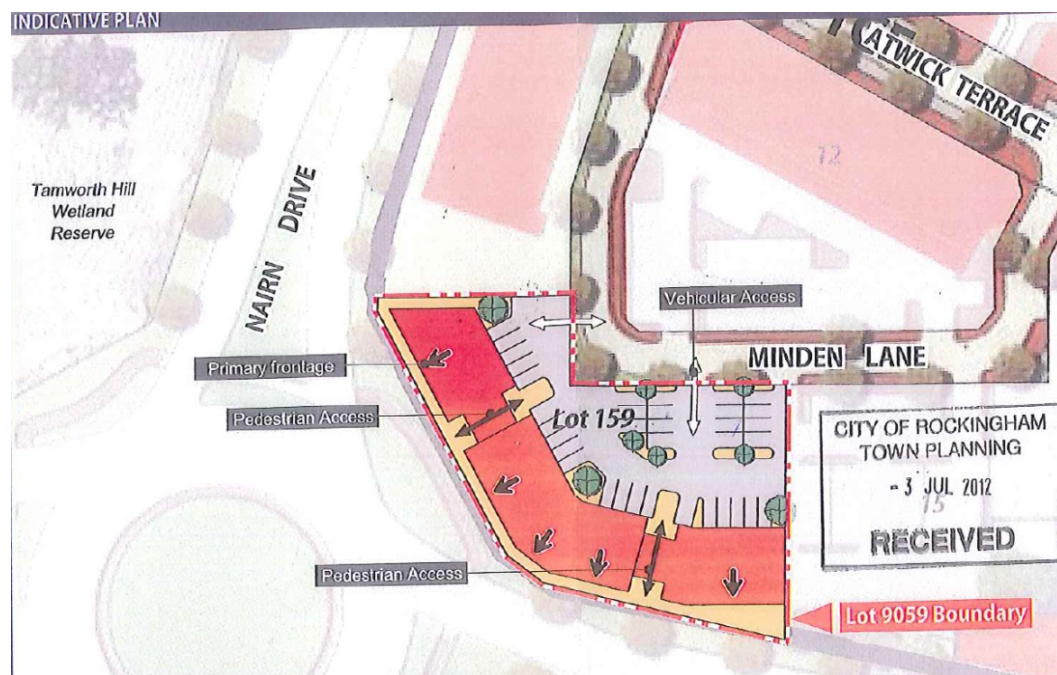 INDICATIVE PLAN
ATWICK TERRACE
12
Tamworth Hill
Wetland
Reserve
NAIRN DRIVE
Vehicular Access
MINDEN LANE
Primary frontage
Pedestrian Access
Lot 159
CITY OF ROCKINGHAM
TOWN PLANNING
- 3 JUL 2012
15
RECEIVED
Pedestrian Access
Lot 9059 Boundary